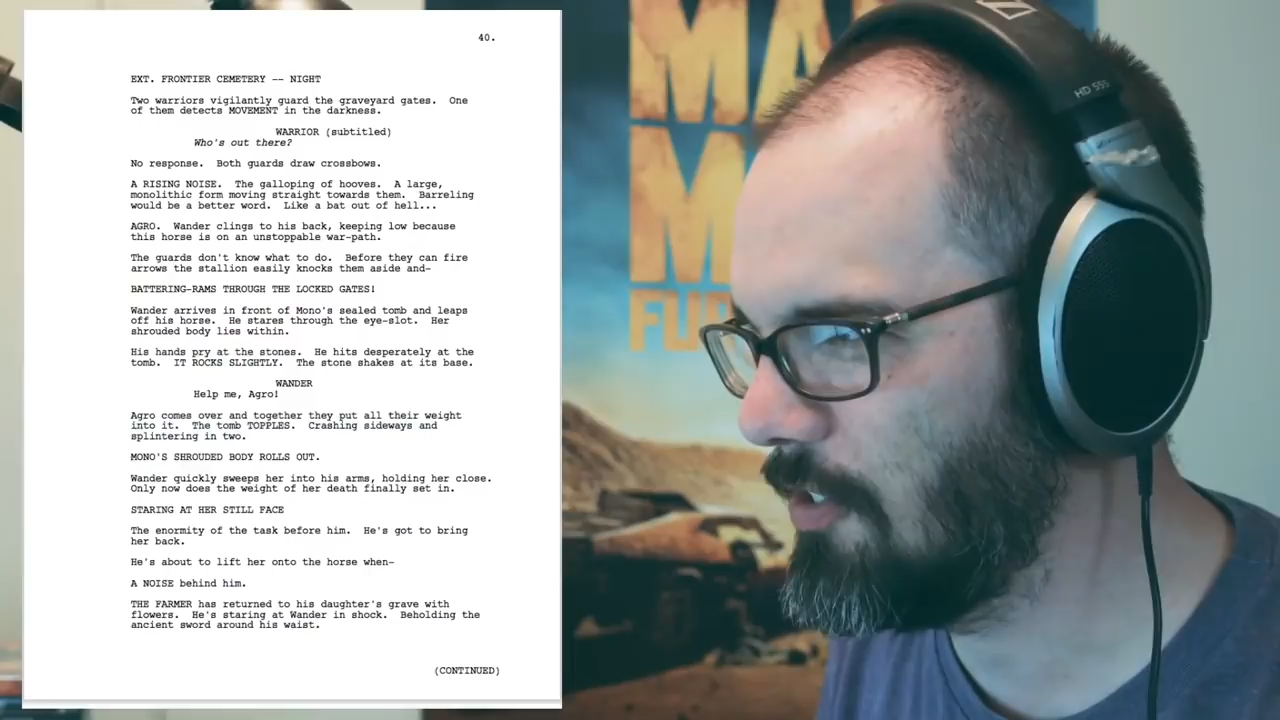 40.
EXT. FRONTIER CEMETERY -- NIGHT
Two warriors vigilantly guard the graveyard gates. One
of them detects MOVEMENT in the darkness.
WARRIOR (subtitled)
Who's out there?
No response. Both guards draw crossbows.
A RISING NOISE. The galloping of hooves. A large,
monolithic form moving straight towards them. Barreling
would be a better word. Like a bat out of hell...
AGRO. Wander clings to his back, keeping low because
this horse is on an unstoppable war-path.
The guards don't know what to do. Before they can fire
arrows the stallion easily knocks them aside and-
BATTERING-RAMS THROUGH THE LOCKED GATES!
Wander arrives in front of Mono's sealed tomb and leaps
off his horse. He stares through the eye-slot. Her
shrouded body lies within.
His hands pry at the stones. He hits desperately at the
tomb. IT ROCKS SLIGHTLY. The stone shakes at its base.
WANDER
Help me, Agro!
Agro comes over and together they put all their weight
into it. The tomb TOPPLES. Crashing sideways and
splintering in two.
MONO'S SHROUDED BODY ROLLS OUT.
Wander quickly sweeps her into his arms, holding her close.
Only now does the weight of her death finally set in.
STARING AT HER STILL FACE
The enormity of the task before him. He's got to bring
her back.
He's about to lift her onto the horse when-
A NOISE behind him.
THE FARMER has returned to his daughter's grave with
flowers. He's staring at Wander in shock. Beholding the
ancient sword around his waist.
(CONTINUED)
MA
M
FU
HD 555